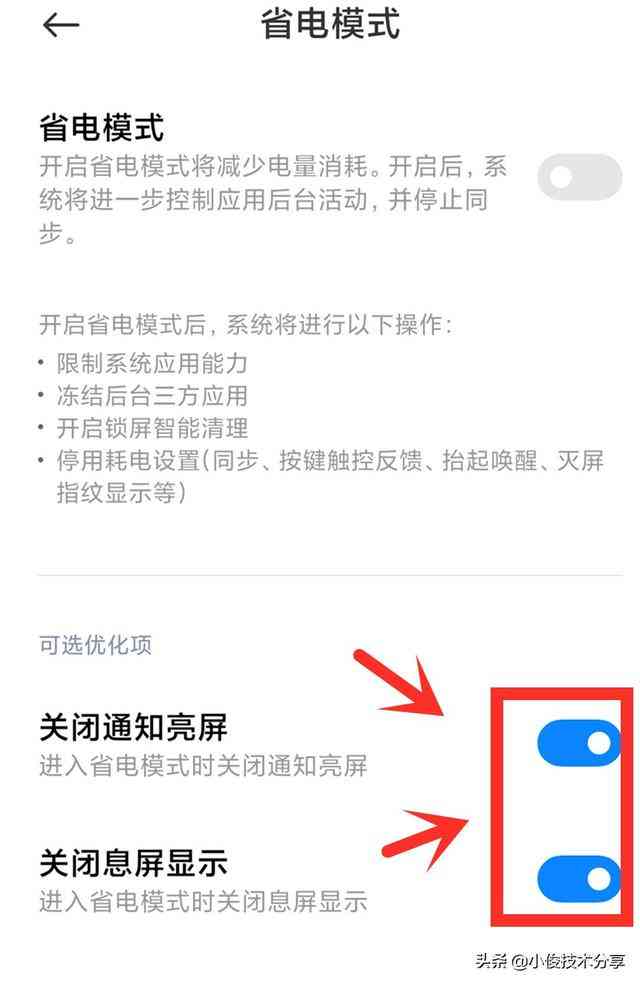 省电模式
省电模式
开启省电模式将减少电量消耗。开启后，系
统将进一步控制应用后台活动，并停止同
步。
开启省电模式后，系统将进行以下操作：
• 限制系统应用能力
• 冻结后台三方应用
• 开启锁屏智能清理
• 停用耗电设置(同步、按键触控反馈、抬起唤醒、灭屏
指纹显示等)
可选优化项
关闭通知亮屏
进入省电模式时关闭通知亮屏
关闭息屏显示
进入省电模式时关闭息屏显示
头条 @小俊技术分享